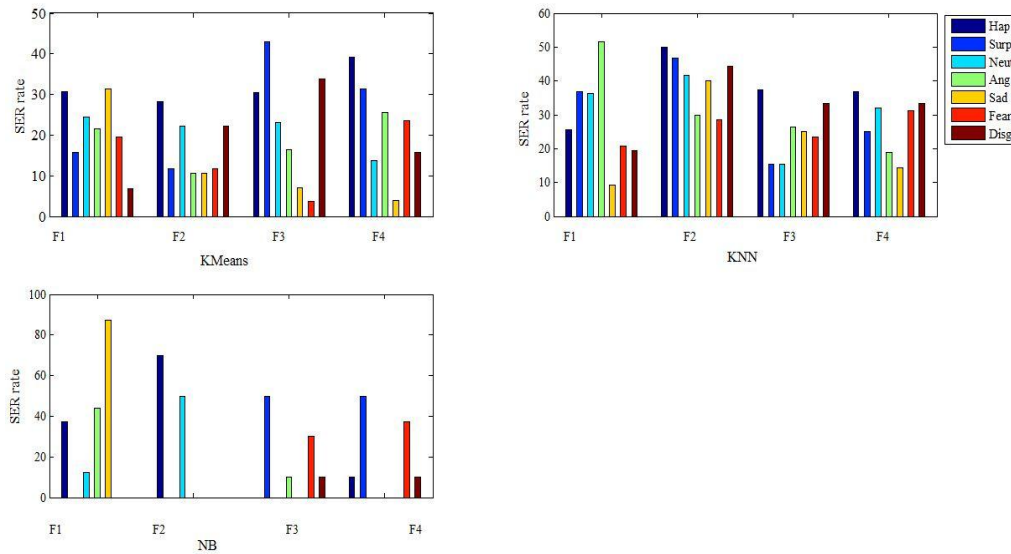 50
40
30
20
10
0
SER rate
F1 F2 F3 F4
KMeans
60
50
40
30
20
10
0
SER rate
F1 F2 F3 F4
KNN
Hap
Surp
Neut
Ang
Sad
Fear
Disg
100
80
60
40
20
0
SER rate
F1 F2 F3 F4
NB